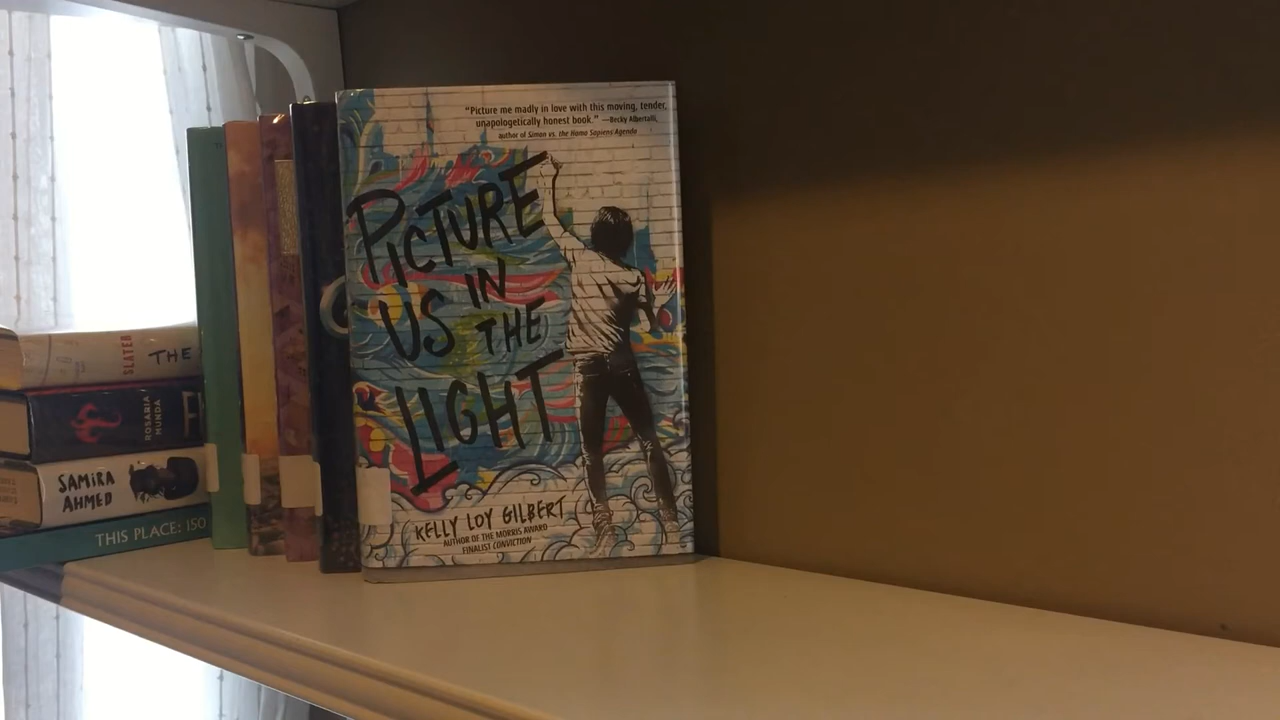 "Picture me madly in love with this moving, tender,
unapologetically honest book." —Becky Albertalli,
author of Simon vs. the Homo Sapiens Agenda
PICTURE
US IN
THE
LIGHT
KELLY LOY GILBERT
AUTHOR OF THE MORRIS AWARD
FINALIST CONVICTION
SLATER
THE
ROSARIA
MUNDA
SAMIRA
AHMED
THIS PLACE: 150